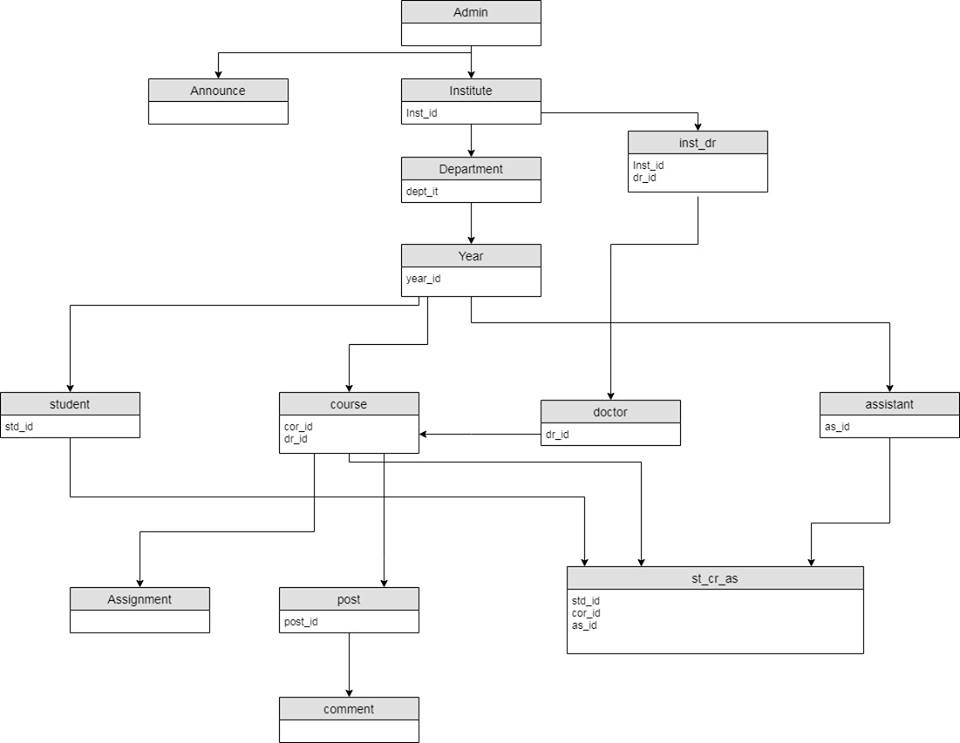 Admin
Announce
Institute
Inst_id
inst_dr
Inst_id
dr_id
Department
dept_it
Year
year_id
student
std_id
course
cor_id
dr_id
doctor
dr_id
assistant
as_id
Assignment
post
post_id
st_cr_as
std_id
cor_id
as_id
comment